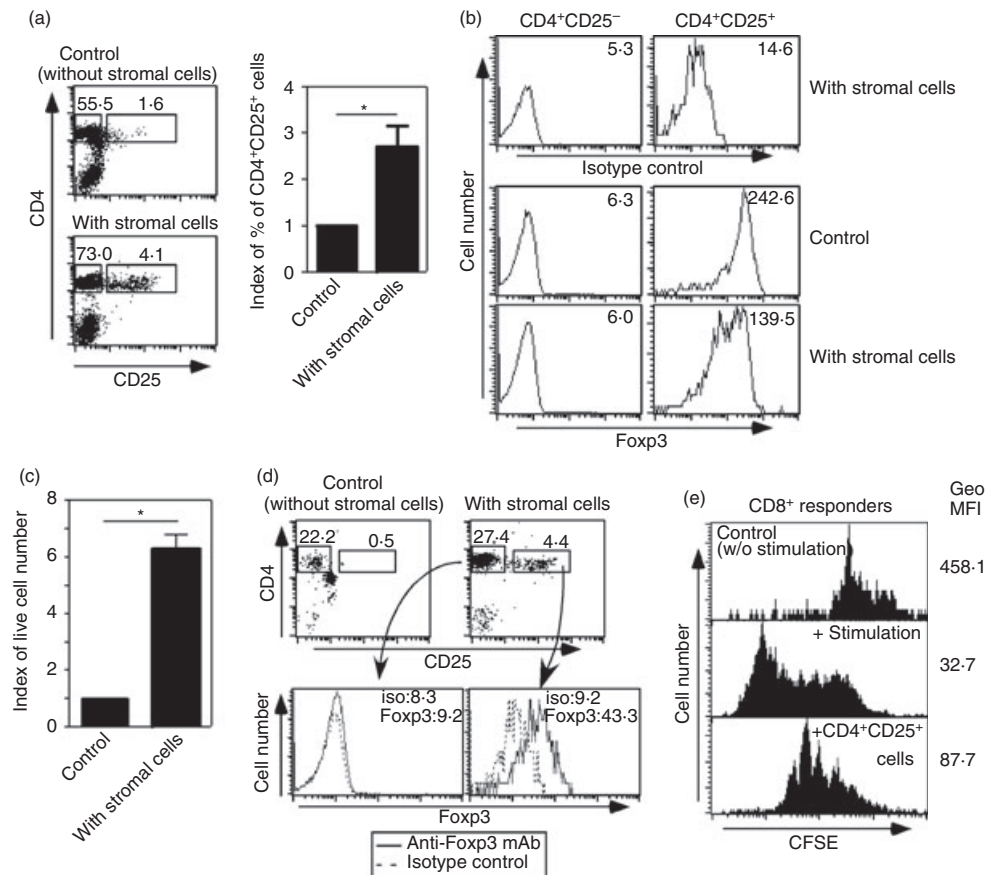 (a)
Control
(without stromal cells)
55·5 1·6
With stromal cells
73·0 4·1
CD4
CD25
Index of % of CD4⁺CD25⁺ cells
4
3
2
1
0
*
Control
With stromal cells
(b)
CD4⁺CD25⁻ CD4⁺CD25⁺
5·3 14·6
With stromal cells
Isotype control
6·3 242·6
Control
6·0 139·5
With stromal cells
Cell number
Foxp3
(c)
Index of live cell number
8
6
4
2
0
*
Control
With stromal cells
(d)
Control
(without stromal cells)
With stromal cells
22·2 0·5
27·4 4·4
CD4
CD25
iso:8·3
Foxp3:9·2
iso:9·2
Foxp3:43·3
Cell number
Foxp3
Anti-Foxp3 mAb
Isotype control
(e)
CD8⁺ responders
Geo
MFI
Control
(w/o stimulation)
458·1
+ Stimulation
32·7
+CD4⁺CD25⁺
cells
87·7
Cell number
CFSE